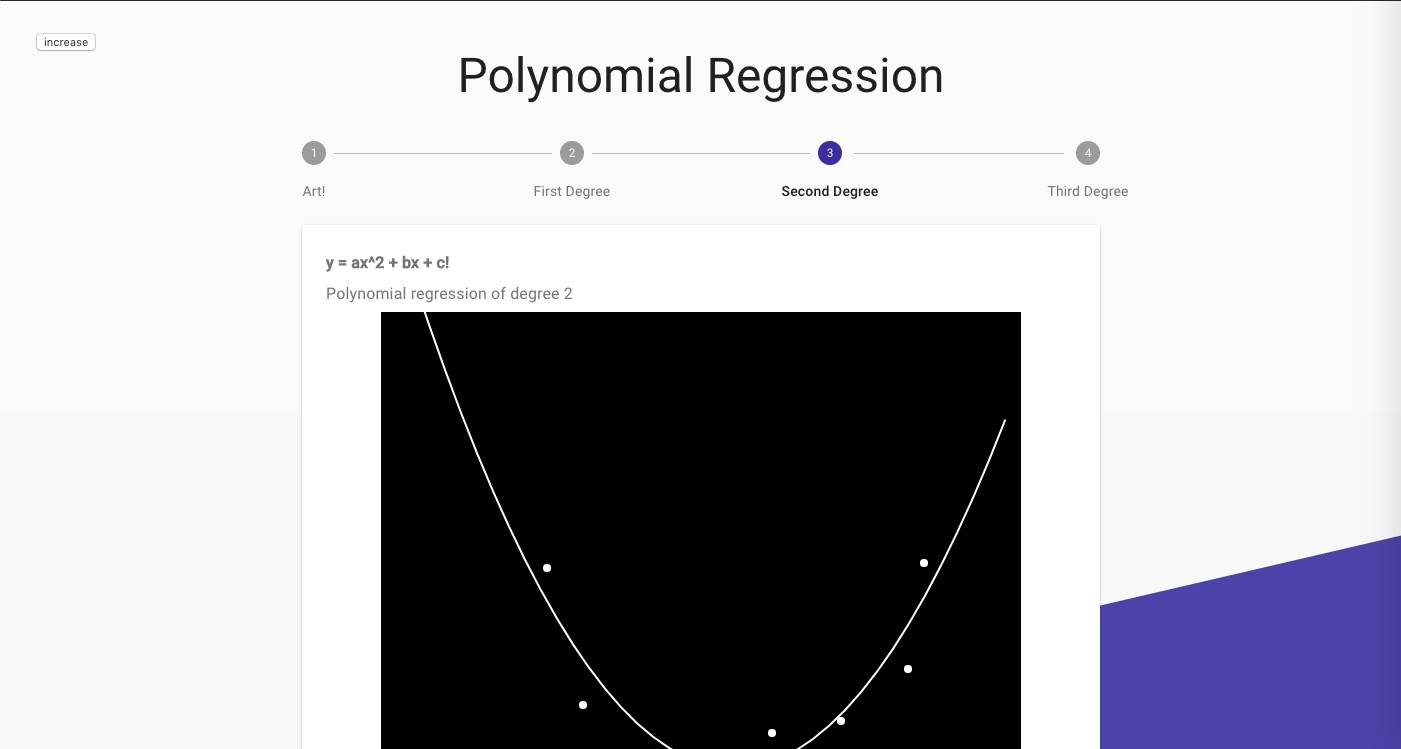 increase
Polynomial Regression
1 2 3 4
Art! First Degree Second Degree Third Degree
y = ax^2 + bx + c!
Polynomial regression of degree 2